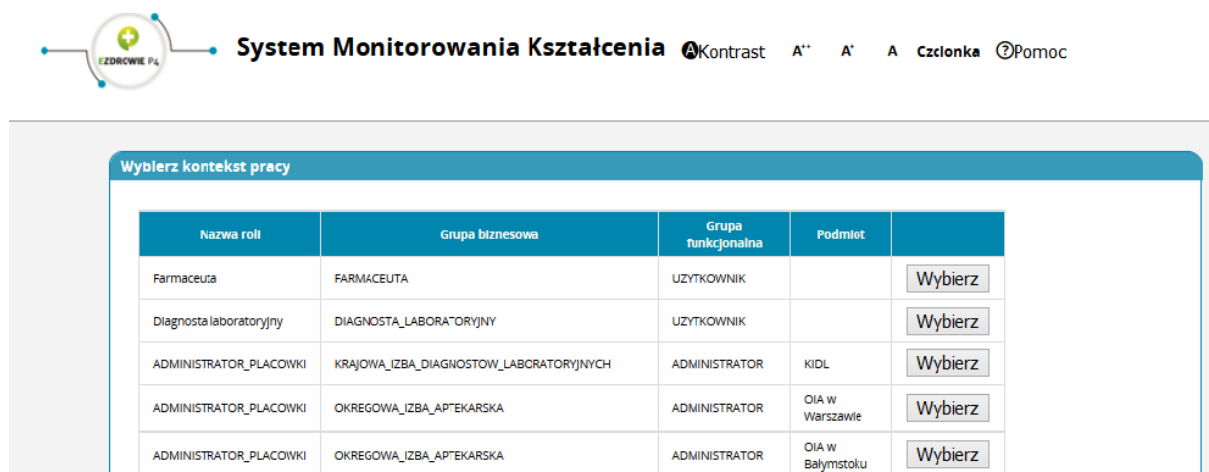 EZDROWIE P4
System Monitorowania Kształcenia AKontrast A++ A+ A Czcionka ?Pomoc
Wybierz kontekst pracy
Nazwa roli Grupa biznesowa Grupa funkcjonalna Podmiot
Farmaceuta FARMACEUTA UZYTKOWNIK Wybierz
Diagnosta laboratoryjny DIAGNOSTA_LABORATORYJNY UZYTKOWNIK Wybierz
ADMINISTRATOR_PLACOWKI KRAJOWA_IZBA_DIAGNOSTOW_LABORATORYJNYCH ADMINISTRATOR KIDL Wybierz
ADMINISTRATOR_PLACOWKI OKREGOWA_IZBA_APTEKARSKA ADMINISTRATOR OIA w Warszawie Wybierz
ADMINISTRATOR_PLACOWKI OKREGOWA_IZBA_APTEKARSKA ADMINISTRATOR OIA w Bałymstoku Wybierz